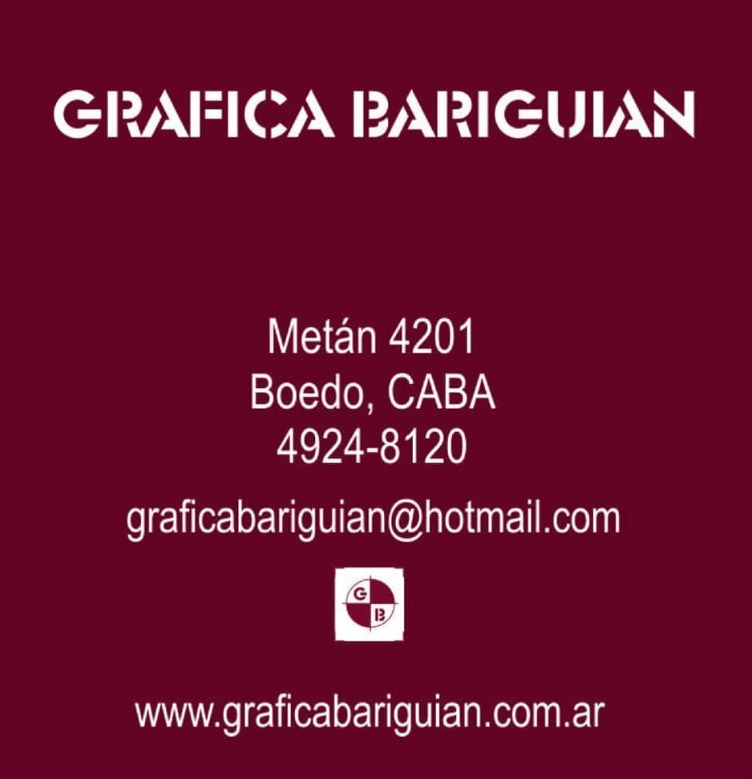 GRAFICA BARIGUIAN
Metán 4201
Boedo, CABA
4924-8120
graficabariguian@hotmail.com
G
B
www.graficabariguian.com.ar